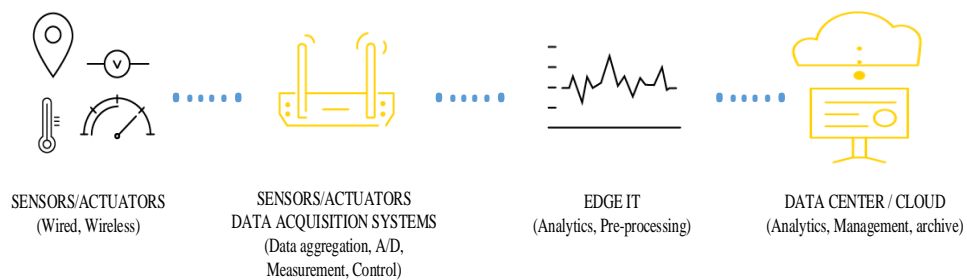 V
SENSORS/ACTUATORS
(Wired, Wireless)
SENSORS/ACTUATORS
DATA ACQUISITION SYSTEMS
(Data aggregation, A/D,
Measurement, Control)
EDGE IT
(Analytics, Pre-processing)
DATA CENTER / CLOUD
(Analytics, Management, archive)